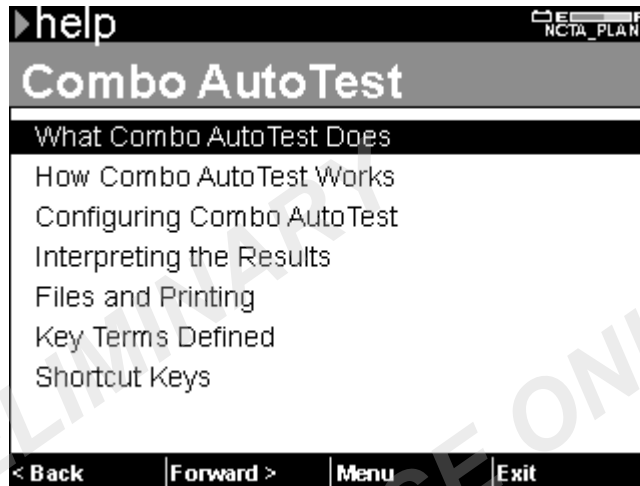 help
E F
NCTA_PLAN
Combo AutoTest
What Combo AutoTest Does
How Combo AutoTest Works
Configuring Combo AutoTest
Interpreting the Results
Files and Printing
Key Terms Defined
Shortcut Keys
< Back Forward > Menu Exit